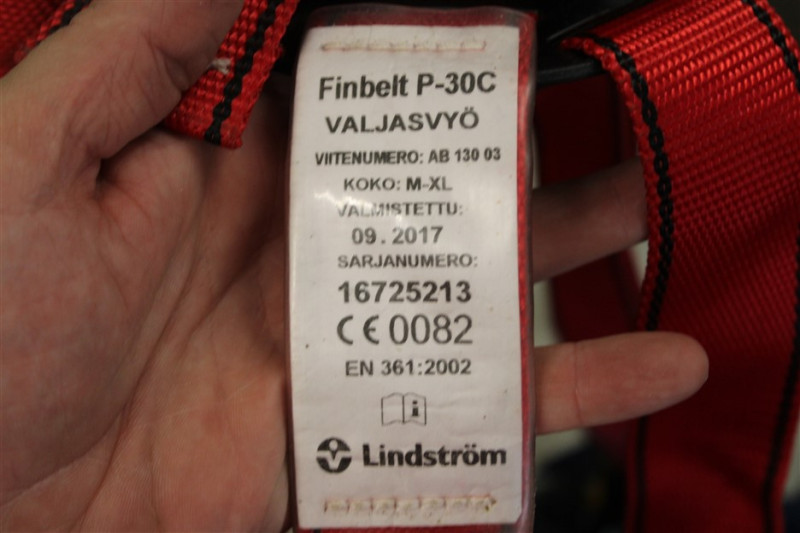 Finbelt P-30C
VALJASVYÖ
VIITENUMERO: AB 130 03
KOKO: M-XL
VALMISTETTU:
09.2017
SARJANUMERO:
16725213
CE 0082
EN 361:2002
i
Lindström